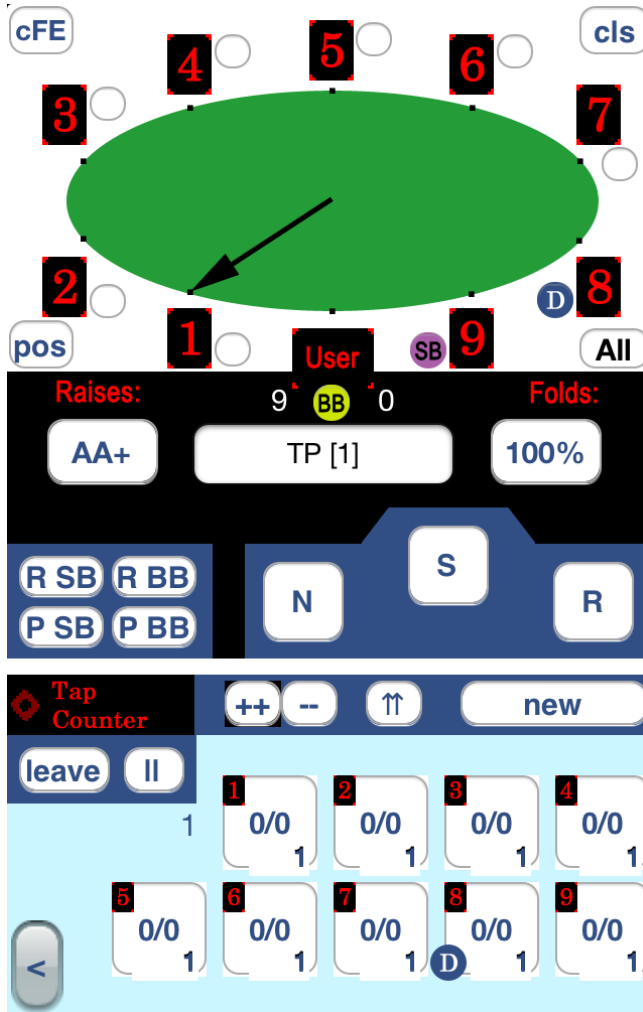 cFE
cls
5
4
6
3
7
2
8
D
pos
1
User
SB
9
All
Raises:
9
BB
0
Folds:
AA+
TP [1]
100%
R SB
R BB
S
N
R
P SB
P BB
Tap
Counter
++
--
⇈
new
leave
II
1
1
0/0
1
2
0/0
1
3
0/0
1
4
0/0
1
5
0/0
1
6
0/0
1
7
0/0
1
8
0/0
1
9
0/0
1
D
<